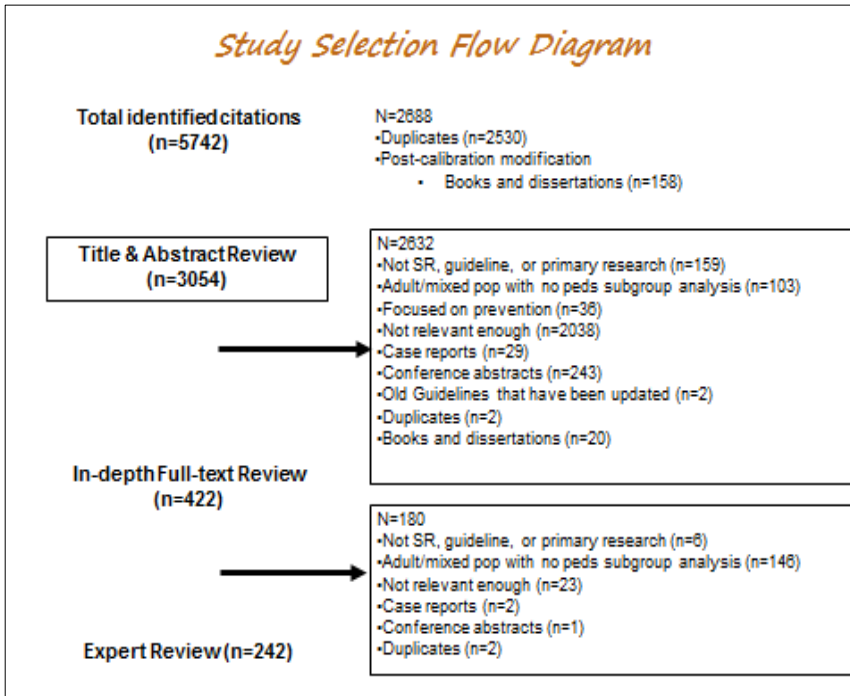 Study Selection Flow Diagram
Total identified citations
(n=5742)
N=2688
•Duplicates (n=2530)
•Post-calibration modification
• Books and dissertations (n=158)
Title & Abstract Review
(n=3054)
N=2632
•Not SR, guideline, or primary research (n=159)
•Adult/mixed pop with no peds subgroup analysis (n=103)
•Focused on prevention (n=36)
•Not relevant enough (n=2038)
•Case reports (n=29)
•Conference abstracts (n=243)
•Old Guidelines that have been updated (n=2)
•Duplicates (n=2)
•Books and dissertations (n=20)
In-depth Full-text Review
(n=422)
N=180
•Not SR, guideline, or primary research (n=6)
•Adult/mixed pop with no peds subgroup analysis (n=146)
•Not relevant enough (n=23)
•Case reports (n=2)
•Conference abstracts (n=1)
•Duplicates (n=2)
Expert Review (n=242)